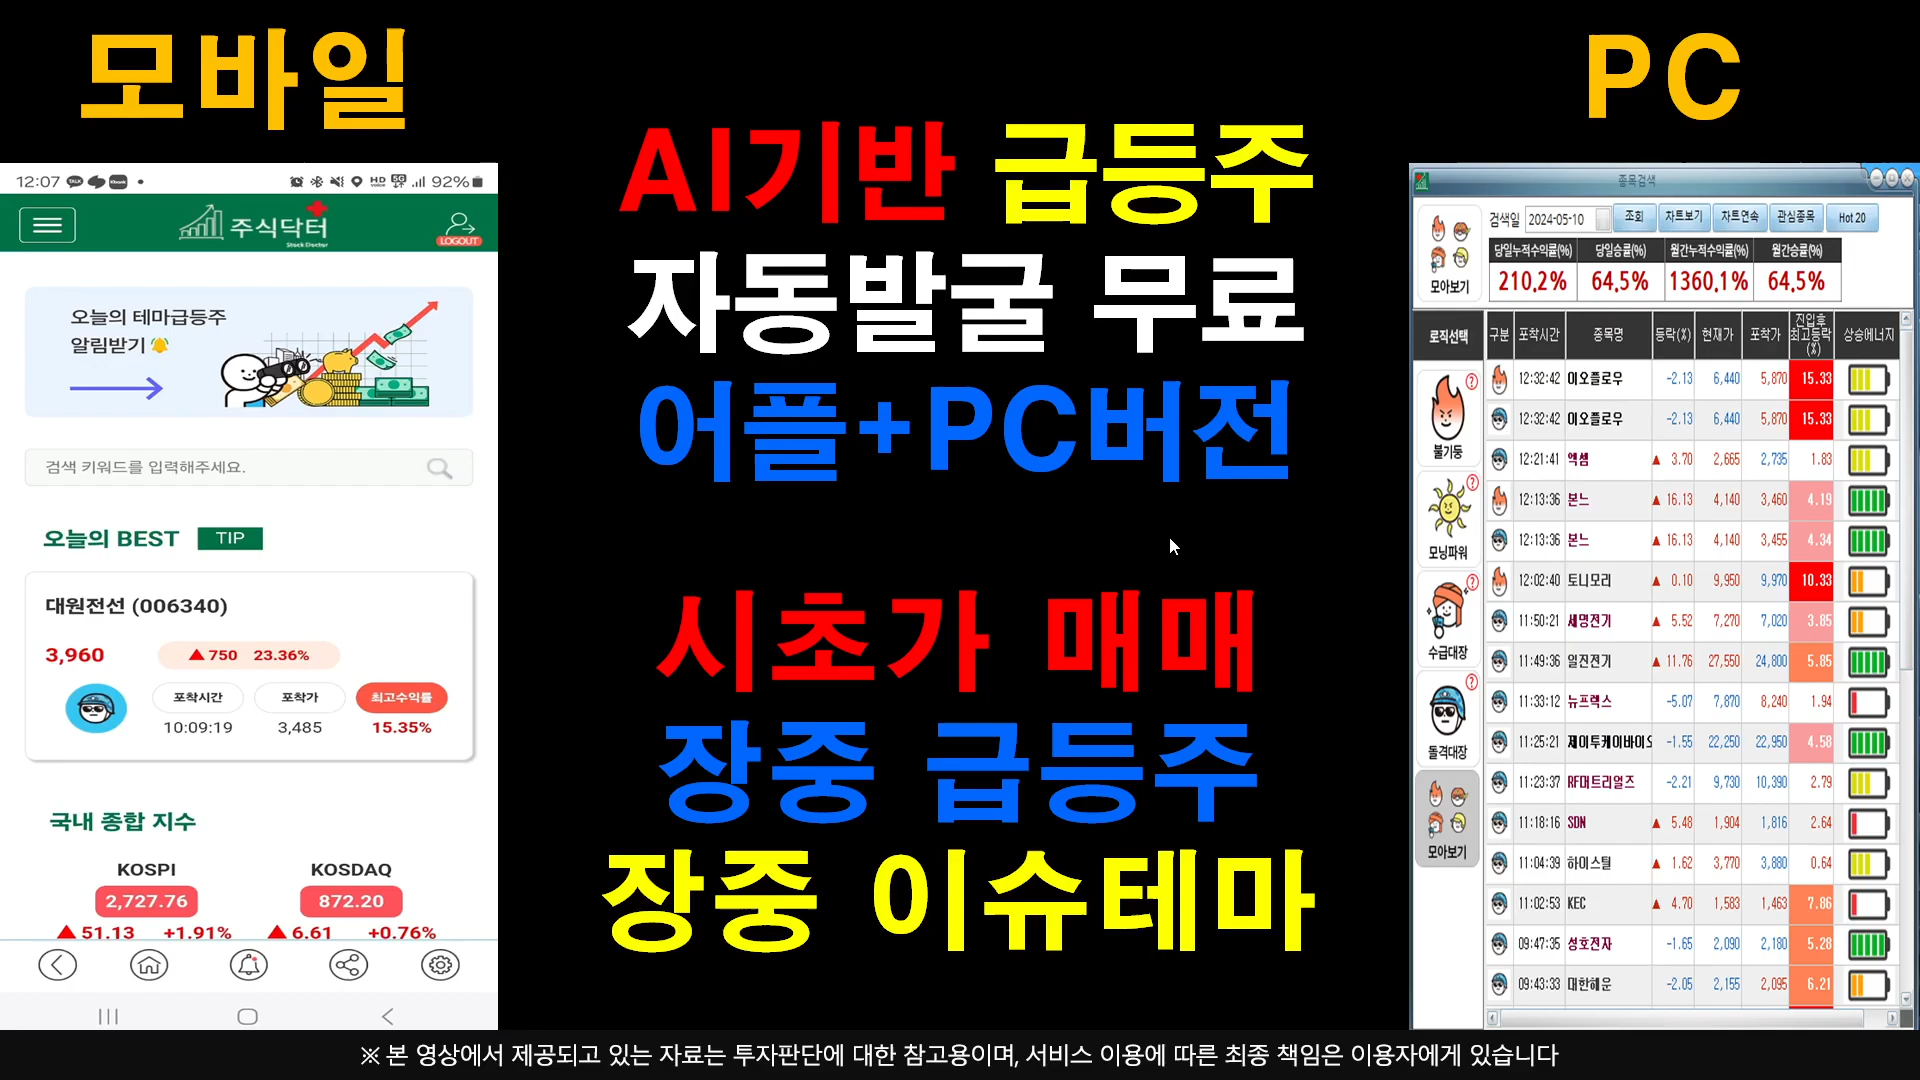 모바일
PC
AI기반 급등주
자동발굴 무료
어플+PC버전
시초가 매매
장중 급등주
장중 이슈테마
12:07
92%
주식닥터
Stock Doctor
LOGOUT
오늘의 테마급등주
알림받기
검색 키워드를 입력해주세요.
오늘의 BEST TIP
대원전선 (006340)
3,960 ▲750 23.36%
포착시간 포착가 최고수익률
10:09:19 3,485 15.35%
국내 종합 지수
KOSPI KOSDAQ
2,727.76 872.20
▲51.13 +1.91% ▲6.61 +0.76%
종목검색
모아보기
검색일 2024-05-10 조회 차트보기 차트연속 관심종목 Hot 20
당일누적수익률(%) 당일승률(%) 월간누적수익률(%) 월간승률(%)
210,2% 64,5% 1360,1% 64,5%
로직선택
불기둥
모닝파워
수급대장
돌격대장
모아보기
구분 포착시간 종목명 등락(%) 현재가 포착가 진입후 최고등락 (%) 상승에너지
12:32:42 이오플로우 -2.13 6,440 5,870 15.33
12:32:42 이오플로우 -2.13 6,440 5,870 15.33
12:21:41 엑셈 ▲ 3.70 2,665 2,735 1.83
12:13:36 본느 ▲ 16.13 4,140 3,460 4.19
12:13:36 본느 ▲ 16.13 4,140 3,455 4.34
12:02:40 토니모리 ▲ 0.10 9,950 9,970 10.33
11:50:21 세명전기 ▲ 5.52 7,270 7,020 3.85
11:49:36 일진전기 ▲ 11.76 27,550 24,800 5.85
11:33:12 뉴프렉스 -5.07 7,870 8,240 1.94
11:25:21 제이투케이바이오 -1.55 22,250 22,950 4.58
11:23:37 RF머트리얼즈 -2.21 9,730 10,390 2.79
11:18:16 SDN ▲ 5.48 1,904 1,816 2.64
11:04:39 하이스틸 ▲ 1.62 3,770 3,880 0.64
11:02:53 KEC ▲ 4.70 1,583 1,463 7.86
09:47:35 성호전자 -1.65 2,090 2,180 5.28
09:43:33 대한해운 -2.05 2,155 2,095 6.21
※ 본 영상에서 제공되고 있는 자료는 투자판단에 대한 참고용이며, 서비스 이용에 따른 최종 책임은 이용자에게 있습니다